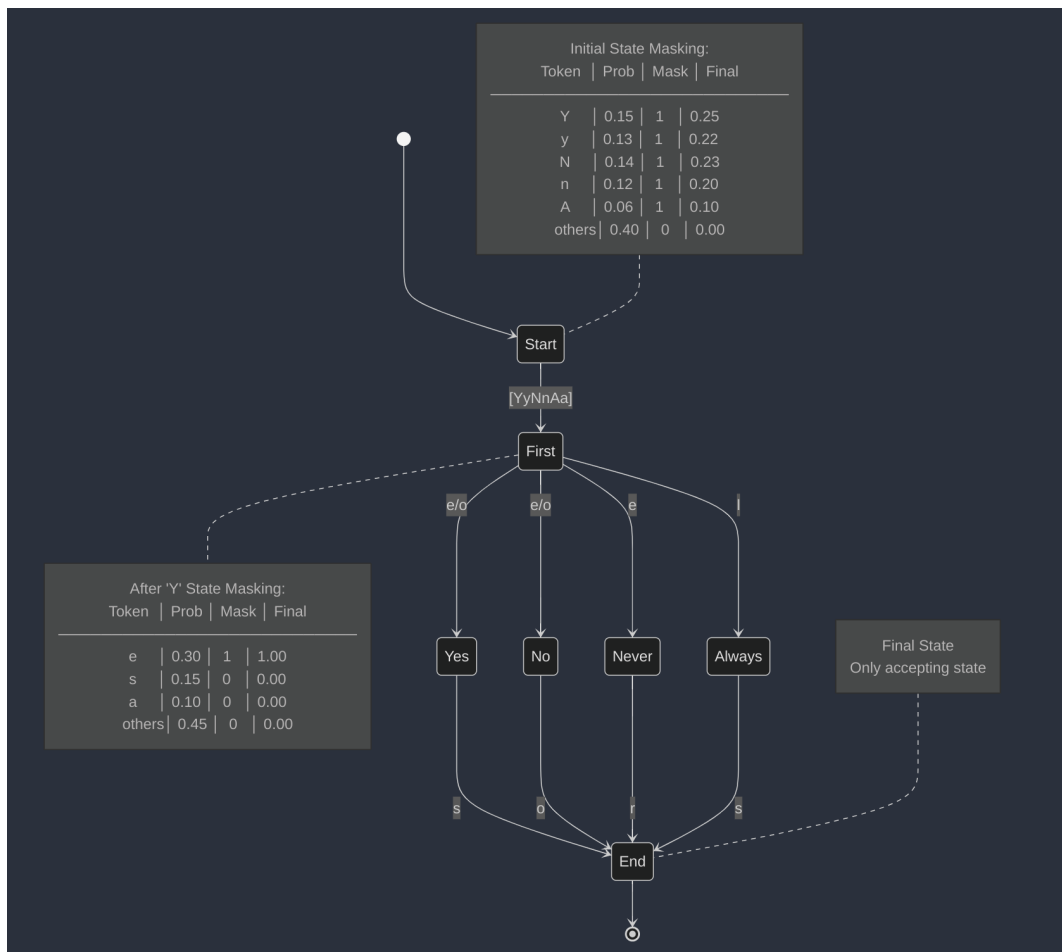 Initial State Masking:
Token │ Prob │ Mask │ Final
Y │ 0.15 │ 1 │ 0.25
y │ 0.13 │ 1 │ 0.22
N │ 0.14 │ 1 │ 0.23
n │ 0.12 │ 1 │ 0.20
A │ 0.06 │ 1 │ 0.10
others│ 0.40 │ 0 │ 0.00
Start
[YyNnAa]
First
e/o
e/o
e
l
After 'Y' State Masking:
Token │ Prob │ Mask │ Final
e │ 0.30 │ 1 │ 1.00
s │ 0.15 │ 0 │ 0.00
a │ 0.10 │ 0 │ 0.00
others│ 0.45 │ 0 │ 0.00
Yes
No
Never
Always
Final State
Only accepting state
s
o
r
s
End